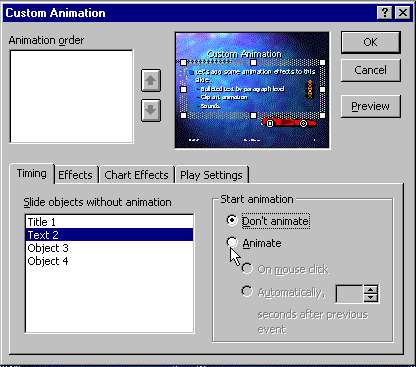 Custom Animation
Animation order
Custom Animation
Let's add some animation effects to this
slide.
Bulleted text by paragraph level
Clip art animation
Sounds
OK
Cancel
Preview
Timing
Effects
Chart Effects
Play Settings
Slide objects without animation
Title 1
Text 2
Object 3
Object 4
Start animation
Don't animate
Animate
On mouse click
Automatically,
seconds after previous
event